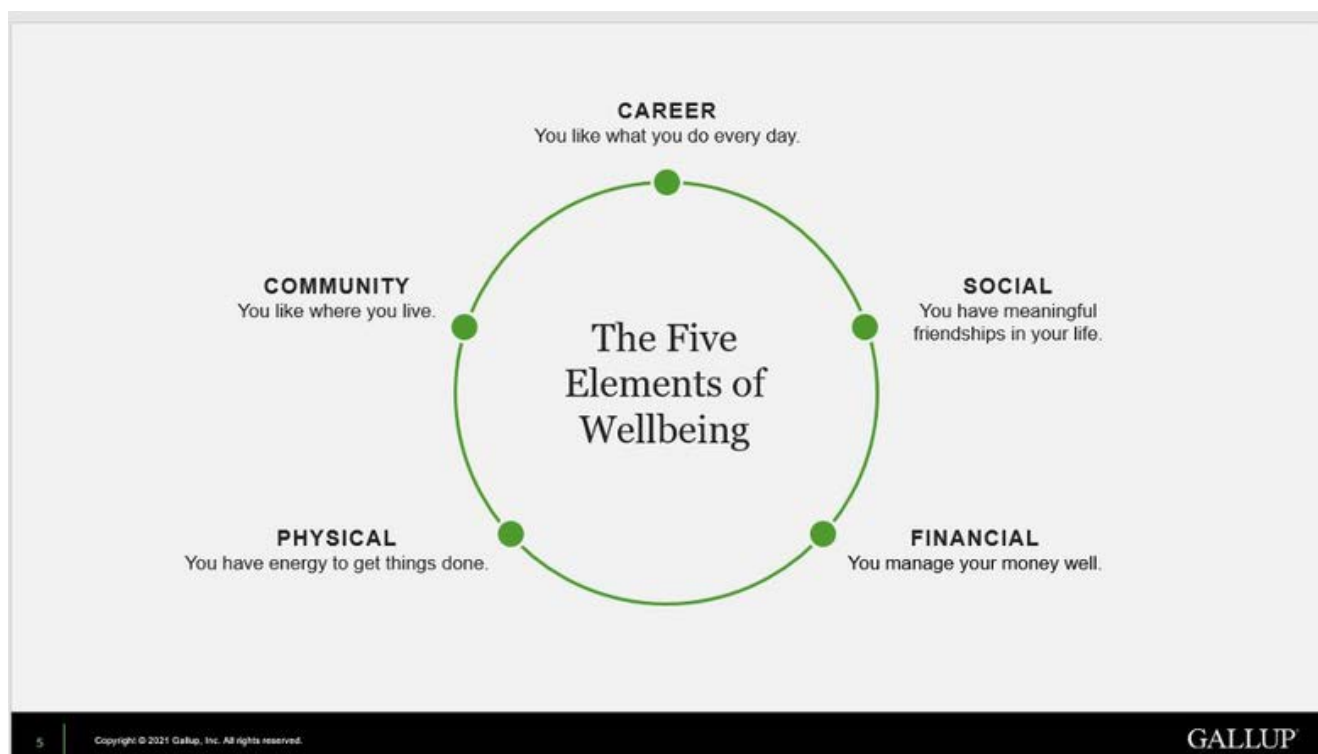 CAREER
You like what you do every day.
COMMUNITY
You like where you live.
SOCIAL
You have meaningful
friendships in your life.
The Five
Elements of
Wellbeing
PHYSICAL
You have energy to get things done.
FINANCIAL
You manage your money well.
5
Copyright © 2021 Gallup, Inc. All rights reserved.
GALLUP®